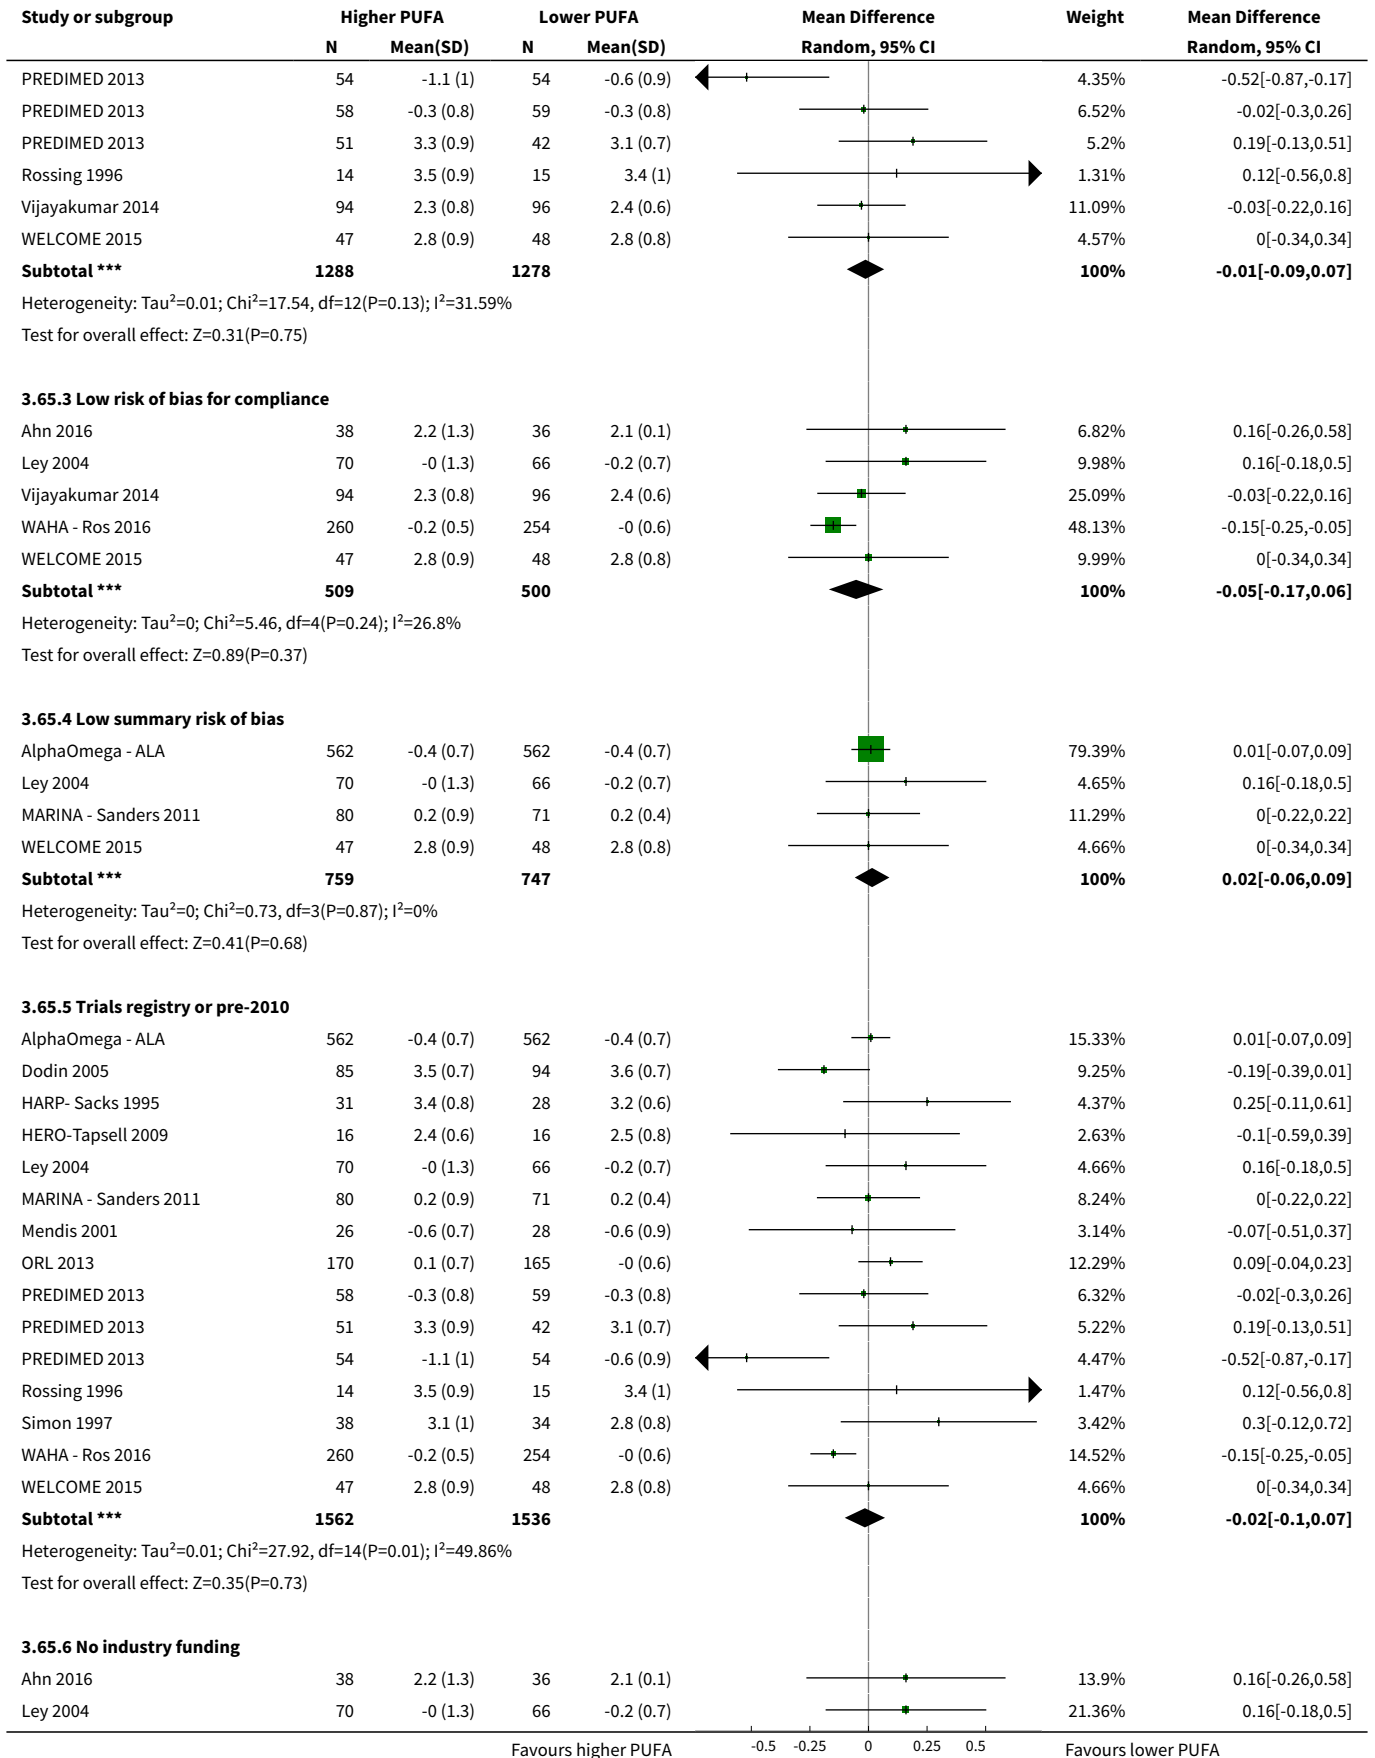 Study or subgroup Higher PUFA Lower PUFA Mean Difference Weight Mean Difference
N Mean(SD) N Mean(SD) Random, 95% CI Random, 95% CI
PREDIMED 2013 54 -1.1 (1) 54 -0.6 (0.9) 4.35% -0.52[-0.87,-0.17]
PREDIMED 2013 58 -0.3 (0.8) 59 -0.3 (0.8) 6.52% -0.02[-0.3,0.26]
PREDIMED 2013 51 3.3 (0.9) 42 3.1 (0.7) 5.2% 0.19[-0.13,0.51]
Rossing 1996 14 3.5 (0.9) 15 3.4 (1) 1.31% 0.12[-0.56,0.8]
Vijayakumar 2014 94 2.3 (0.8) 96 2.4 (0.6) 11.09% -0.03[-0.22,0.16]
WELCOME 2015 47 2.8 (0.9) 48 2.8 (0.8) 4.57% 0[-0.34,0.34]
Subtotal *** 1288 1278 100% -0.01[-0.09,0.07]
Heterogeneity: Tau²=0.01; Chi²=17.54, df=12(P=0.13); I²=31.59%
Test for overall effect: Z=0.31(P=0.75)
3.65.3 Low risk of bias for compliance
Ahn 2016 38 2.2 (1.3) 36 2.1 (0.1) 6.82% 0.16[-0.26,0.58]
Ley 2004 70 -0 (1.3) 66 -0.2 (0.7) 9.98% 0.16[-0.18,0.5]
Vijayakumar 2014 94 2.3 (0.8) 96 2.4 (0.6) 25.09% -0.03[-0.22,0.16]
WAHA - Ros 2016 260 -0.2 (0.5) 254 -0 (0.6) 48.13% -0.15[-0.25,-0.05]
WELCOME 2015 47 2.8 (0.9) 48 2.8 (0.8) 9.99% 0[-0.34,0.34]
Subtotal *** 509 500 100% -0.05[-0.17,0.06]
Heterogeneity: Tau²=0; Chi²=5.46, df=4(P=0.24); I²=26.8%
Test for overall effect: Z=0.89(P=0.37)
3.65.4 Low summary risk of bias
AlphaOmega - ALA 562 -0.4 (0.7) 562 -0.4 (0.7) 79.39% 0.01[-0.07,0.09]
Ley 2004 70 -0 (1.3) 66 -0.2 (0.7) 4.65% 0.16[-0.18,0.5]
MARINA - Sanders 2011 80 0.2 (0.9) 71 0.2 (0.4) 11.29% 0[-0.22,0.22]
WELCOME 2015 47 2.8 (0.9) 48 2.8 (0.8) 4.66% 0[-0.34,0.34]
Subtotal *** 759 747 100% 0.02[-0.06,0.09]
Heterogeneity: Tau²=0; Chi²=0.73, df=3(P=0.87); I²=0%
Test for overall effect: Z=0.41(P=0.68)
3.65.5 Trials registry or pre-2010
AlphaOmega - ALA 562 -0.4 (0.7) 562 -0.4 (0.7) 15.33% 0.01[-0.07,0.09]
Dodin 2005 85 3.5 (0.7) 94 3.6 (0.7) 9.25% -0.19[-0.39,0.01]
HARP- Sacks 1995 31 3.4 (0.8) 28 3.2 (0.6) 4.37% 0.25[-0.11,0.61]
HERO-Tapsell 2009 16 2.4 (0.6) 16 2.5 (0.8) 2.63% -0.1[-0.59,0.39]
Ley 2004 70 -0 (1.3) 66 -0.2 (0.7) 4.66% 0.16[-0.18,0.5]
MARINA - Sanders 2011 80 0.2 (0.9) 71 0.2 (0.4) 8.24% 0[-0.22,0.22]
Mendis 2001 26 -0.6 (0.7) 28 -0.6 (0.9) 3.14% -0.07[-0.51,0.37]
ORL 2013 170 0.1 (0.7) 165 -0 (0.6) 12.29% 0.09[-0.04,0.23]
PREDIMED 2013 58 -0.3 (0.8) 59 -0.3 (0.8) 6.32% -0.02[-0.3,0.26]
PREDIMED 2013 51 3.3 (0.9) 42 3.1 (0.7) 5.22% 0.19[-0.13,0.51]
PREDIMED 2013 54 -1.1 (1) 54 -0.6 (0.9) 4.47% -0.52[-0.87,-0.17]
Rossing 1996 14 3.5 (0.9) 15 3.4 (1) 1.47% 0.12[-0.56,0.8]
Simon 1997 38 3.1 (1) 34 2.8 (0.8) 3.42% 0.3[-0.12,0.72]
WAHA - Ros 2016 260 -0.2 (0.5) 254 -0 (0.6) 14.52% -0.15[-0.25,-0.05]
WELCOME 2015 47 2.8 (0.9) 48 2.8 (0.8) 4.66% 0[-0.34,0.34]
Subtotal *** 1562 1536 100% -0.02[-0.1,0.07]
Heterogeneity: Tau²=0.01; Chi²=27.92, df=14(P=0.01); I²=49.86%
Test for overall effect: Z=0.35(P=0.73)
3.65.6 No industry funding
Ahn 2016 38 2.2 (1.3) 36 2.1 (0.1) 13.9% 0.16[-0.26,0.58]
Ley 2004 70 -0 (1.3) 66 -0.2 (0.7) 21.36% 0.16[-0.18,0.5]
Favours higher PUFA -0.5 -0.25 0 0.25 0.5 Favours lower PUFA